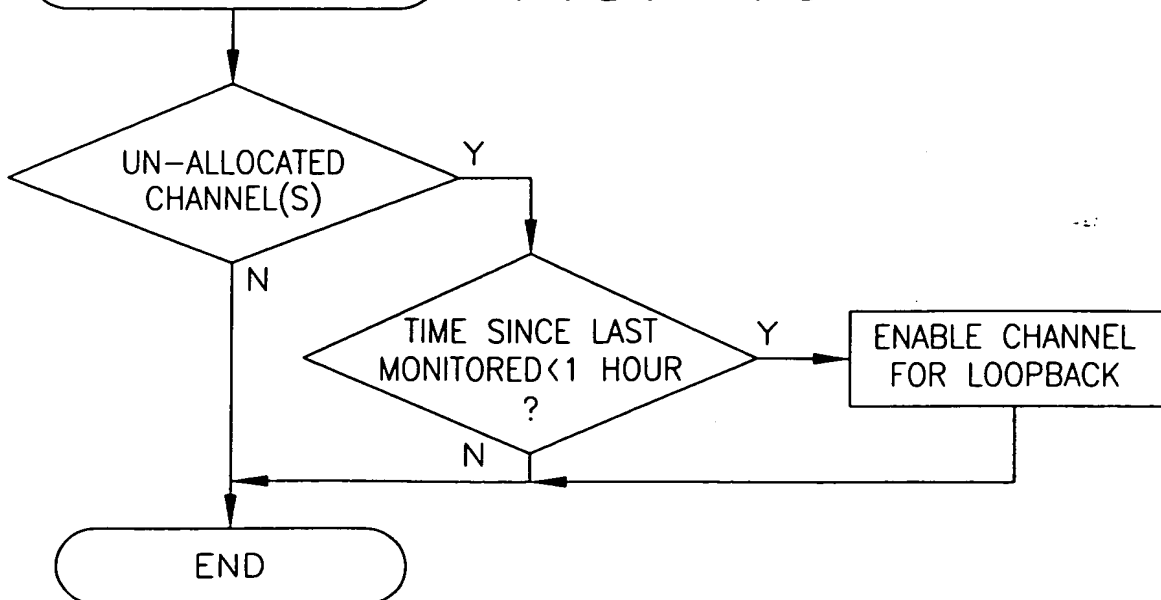 UN-ALLOCATED
CHANNEL(S)
Y
N
TIME SINCE LAST
MONITORED<1 HOUR
?
Y
N
ENABLE CHANNEL
FOR LOOPBACK
END